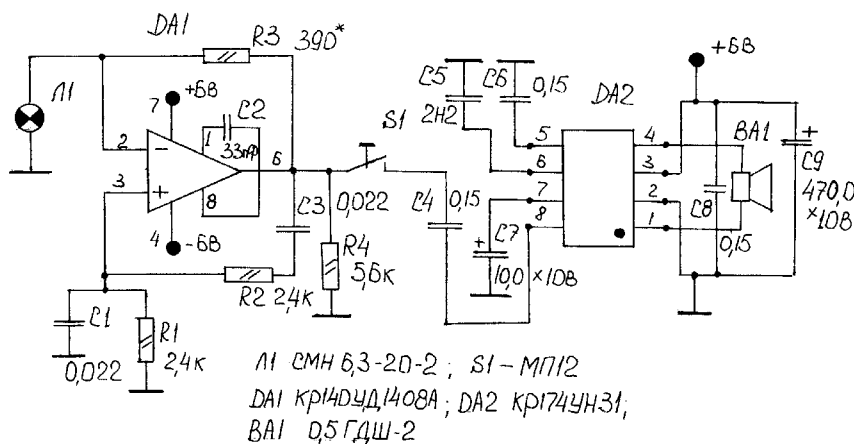 DA1
R3
390*
Л1
+6В
7
C2
1
33пФ
2
3
6
8
4
-6В
S1
C3
0,022
R4
5,6К
R2 2,4К
C1
0,022
R1
2,4К
C4
0,15
C5
2Н2
C6
0,15
DA2
5
6
7
8
4
3
2
1
C7
10,0 ×10В
+6В
BA1
C8
0,15
+
C9
470,0
×10В
Л1 СМН 6,3-20-2; S1-МП12
DA1 КР140УД1408А; DA2 КР174УН31;
BA1 0,5 ГДШ-2